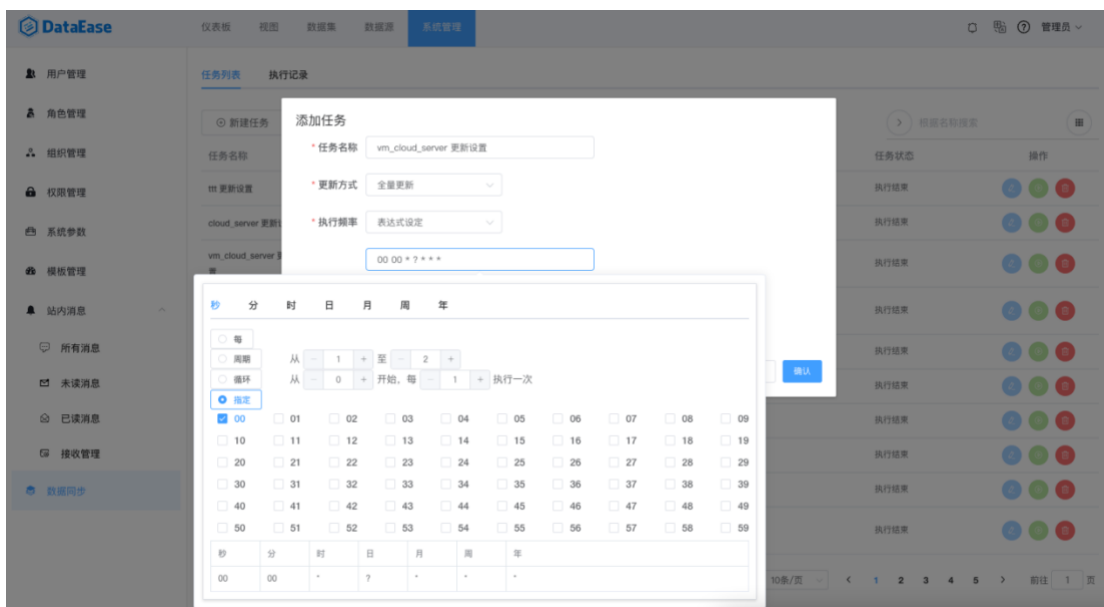 DataEase 仪表板 视图 数据集 数据源 系统管理 管理员
用户管理
角色管理
组织管理
权限管理
系统参数
模板管理
站内消息
所有消息
未读消息
已读消息
接收管理
数据同步
任务列表 执行记录
新建任务 根据名称搜索
任务名称 任务状态 操作
ttt 更新设置 执行结果
cloud_server 更新 执行结果
vm_cloud_server 执行结果
执行结果
执行结果
执行结果
执行结果
执行结果
执行结果
执行结果
添加任务
* 任务名称 vm_cloud_server 更新设置
* 更新方式 全量更新
* 执行频率 表达式设定
00 00 * ? * * *
确认
秒 分 时 日 月 周 年
每
周期 从 - 1 + 至 - 2 +
循环 从 - 0 + 开始、每 - 1 + 执行一次
指定
00 01 02 03 04 05 06 07 08 09
10 11 12 13 14 15 16 17 18 19
20 21 22 23 24 25 26 27 28 29
30 31 32 33 34 35 36 37 38 39
40 41 42 43 44 45 46 47 48 49
50 51 52 53 54 55 56 57 58 59
秒 分 时 日 月 周 年
00 00 * ? * * *
10条/页 1 2 3 4 5 前往 1 页